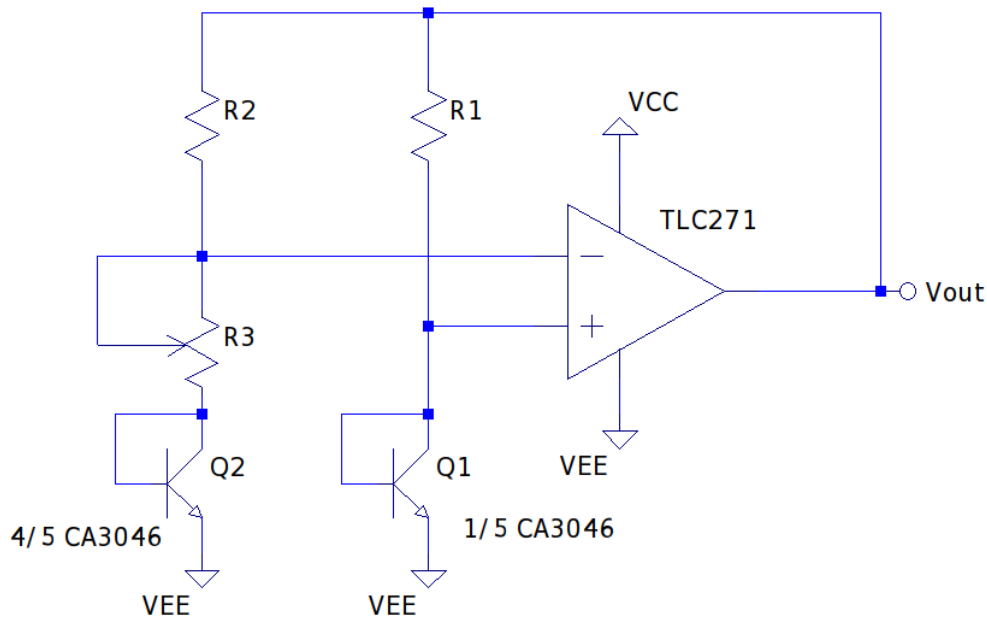 R2
R1
VCC
TLC271
−
+
Vout
R3
VEE
Q2
Q1
4/5 CA3046
1/5 CA3046
VEE
VEE